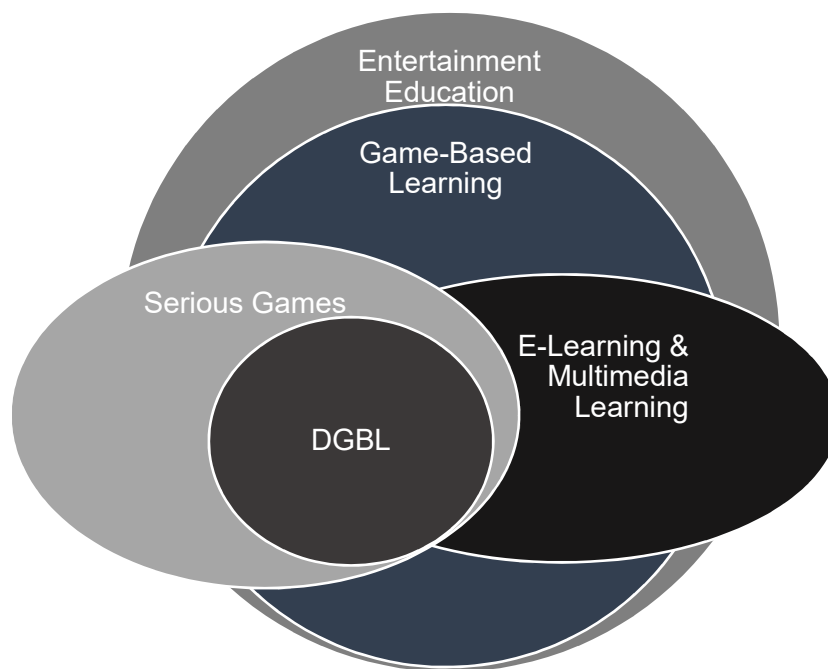 Entertainment
Education
Game-Based
Learning
Serious Games
E-Learning &
Multimedia
Learning
DGBL